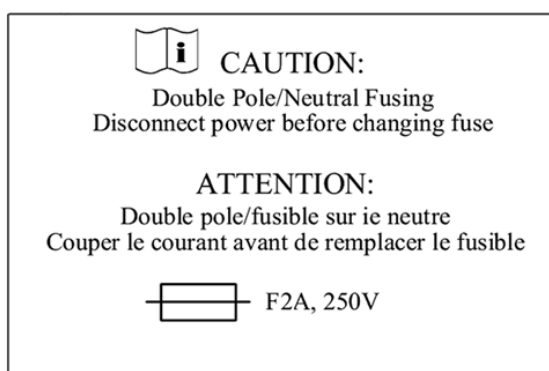 i CAUTION:
Double Pole/Neutral Fusing
Disconnect power before changing fuse
ATTENTION:
Double pole/fusible sur ie neutre
Couper le courant avant de remplacer le fusible
F2A, 250V